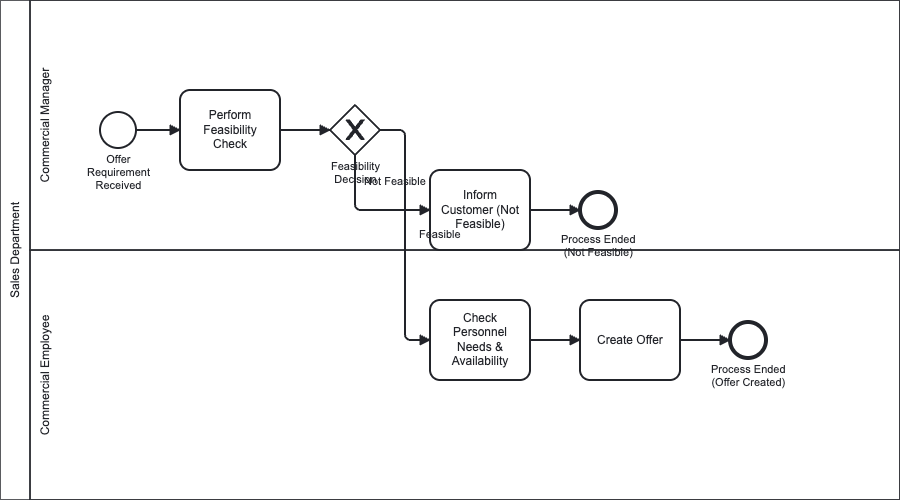 Sales Department
Commercial Manager
Offer
Requirement
Received
Perform
Feasibility
Check
Feasibility
Decision
Not Feasible
Feasible
Inform
Customer (Not
Feasible)
Process Ended
(Not Feasible)
Commercial Employee
Check
Personnel
Needs &
Availability
Create Offer
Process Ended
(Offer Created)